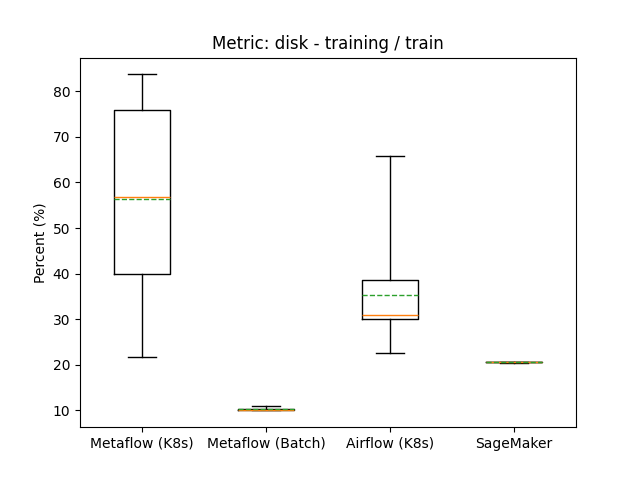 Metric: disk - training / train
Percent (%)
80
70
60
50
40
30
20
10
Metaflow (K8s) Metaflow (Batch) Airflow (K8s) SageMaker